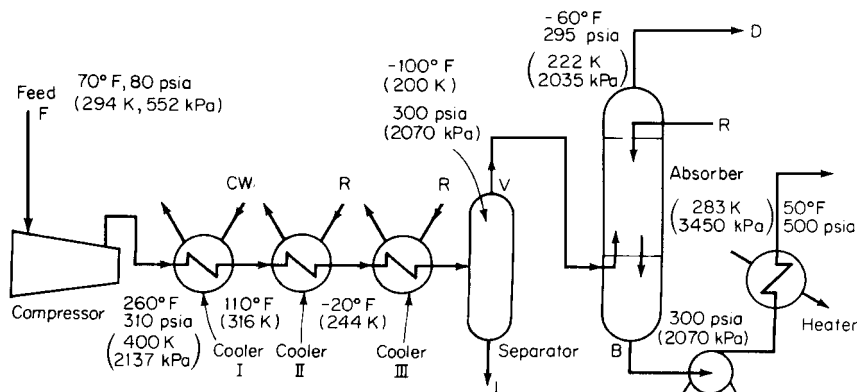 Feed
F
70°F, 80 psia
(294 K, 552 kPa)
Compressor
260°F
310 psia
(400K
2137 kPa)
CW
Cooler
I
110°F
(316 K)
R
Cooler
II
-20°F
(244 K)
R
Cooler
III
-100°F
(200 K)
300 psia
(2070 kPa)
V
Separator
L
-60°F
295 psia
(222 K
2035 kPa)
D
R
Absorber
B
300 psia
(2070 kPa)
(283 K
3450 kPa)
50°F
500 psia
Heater